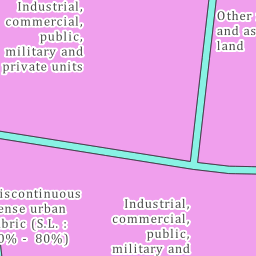 Industrial,
commercial,
public,
military and
private units
Other
and as
land
iscontinuous
ense urban
abric (S.L. :
0% - 80%)
Industrial,
commercial,
public,
military and